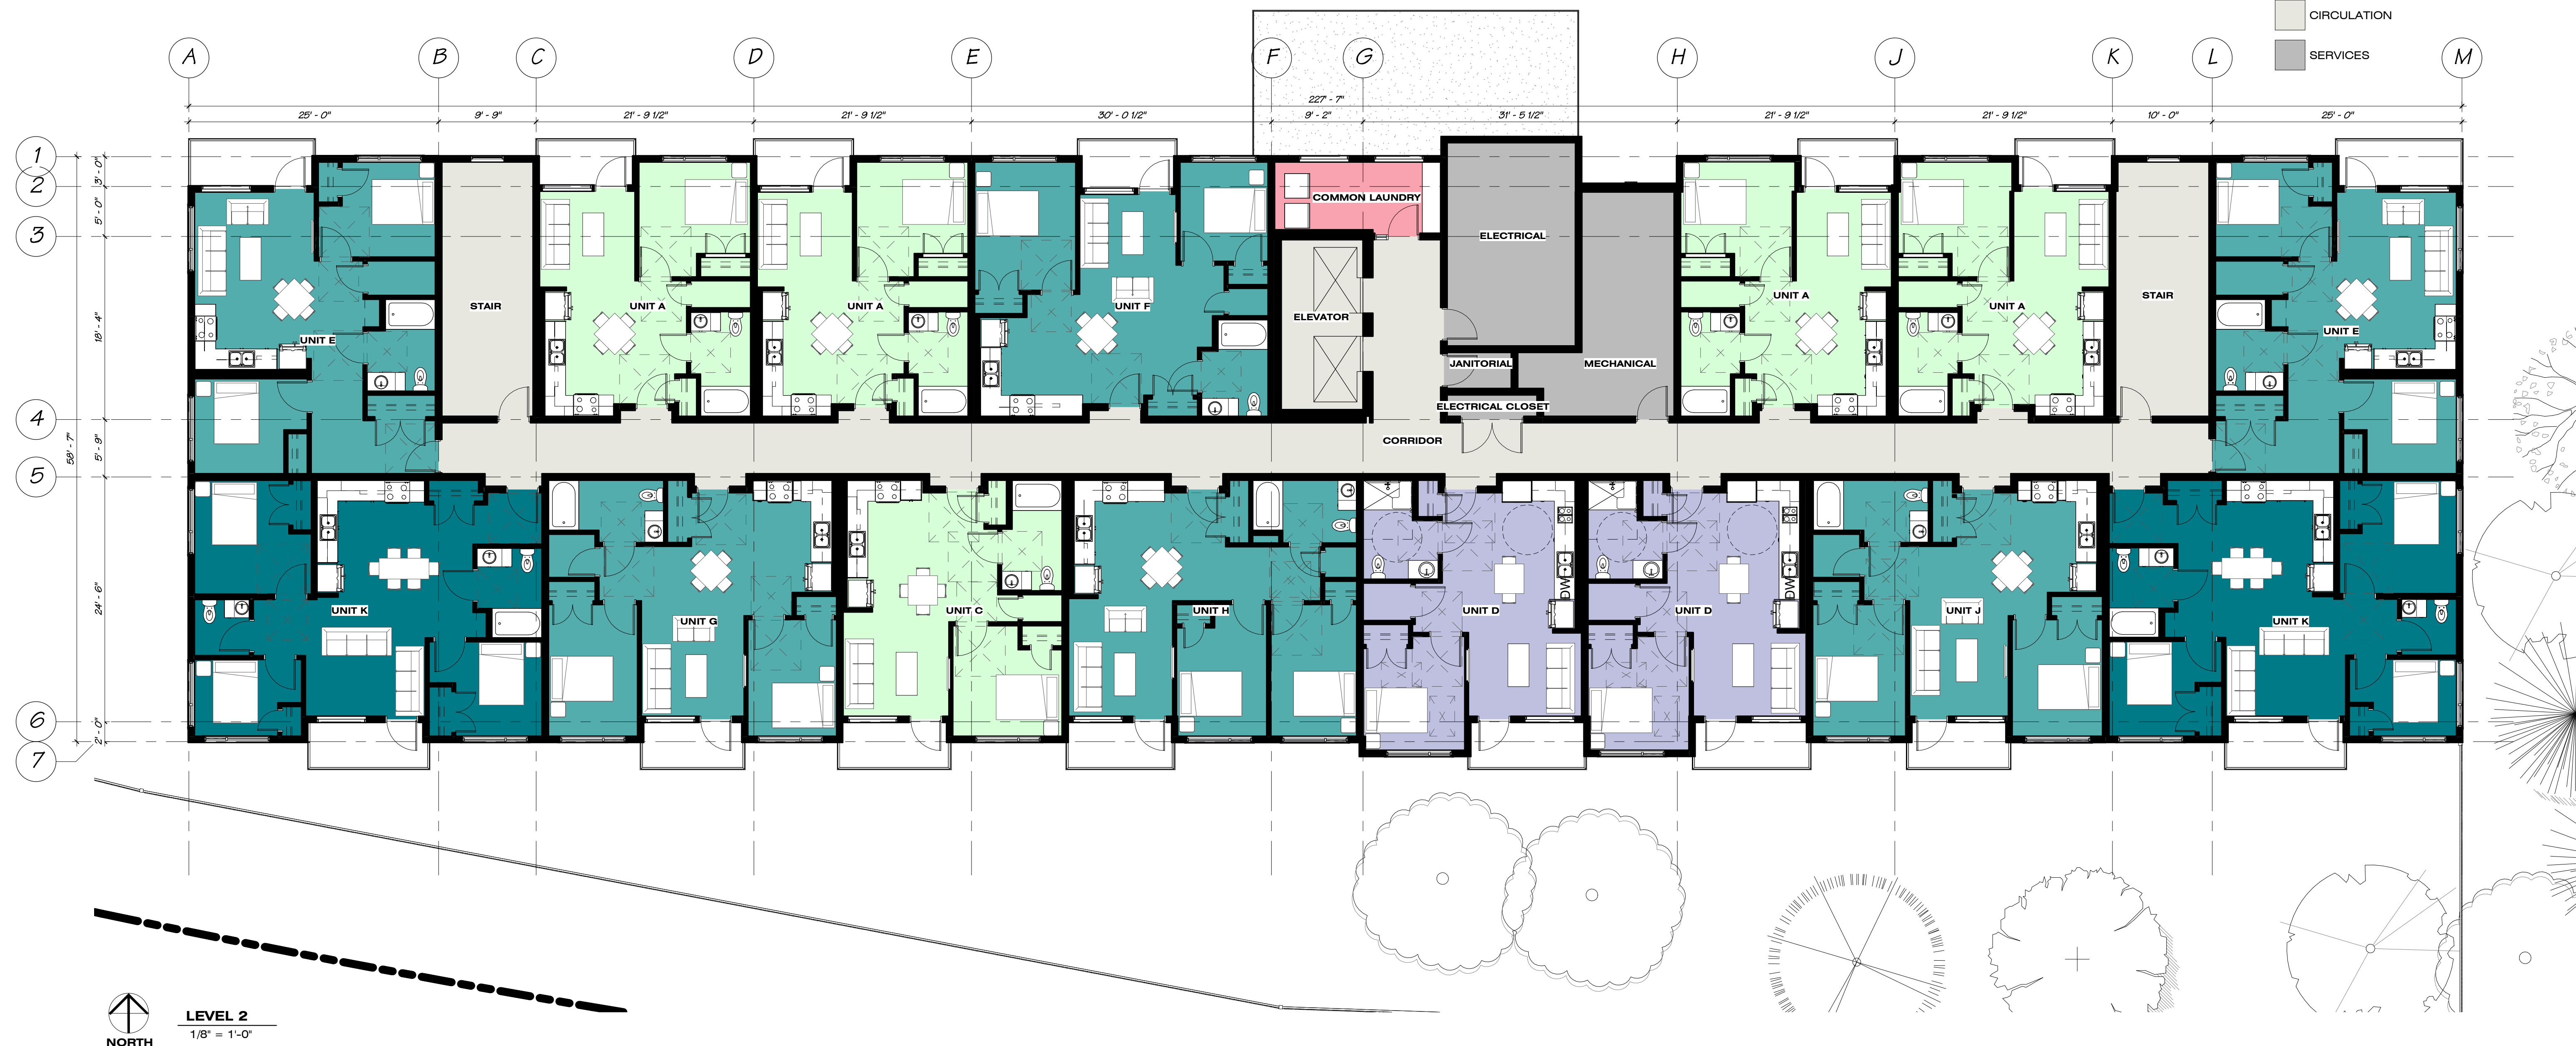 CIRCULATION
SERVICES
A B C D E F G H J K L M
227' - 7"
25' - 0" 9' - 9" 21' - 9 1/2" 21' - 9 1/2" 30' - 0 1/2" 9' - 2" 31' - 5 1/2" 21' - 9 1/2" 21' - 9 1/2" 10' - 0" 25' - 0"
1
2
3
4
5
6
7
3'- 0"
5' - 0"
18' - 4"
5' - 9"
24' - 6"
2' - 0"
58' - 7"
COMMON LAUNDRY
ELECTRICAL
STAIR
UNIT A
UNIT A
UNIT F
ELEVATOR
UNIT A
UNIT A
STAIR
UNIT E
UNIT E
JANITORIAL
MECHANICAL
ELECTRICAL CLOSET
CORRIDOR
DW
DW
UNIT K
UNIT G
UNIT C
UNIT H
UNIT D
UNIT D
UNIT J
UNIT K
NORTH
LEVEL 2
1/8" = 1'-0"